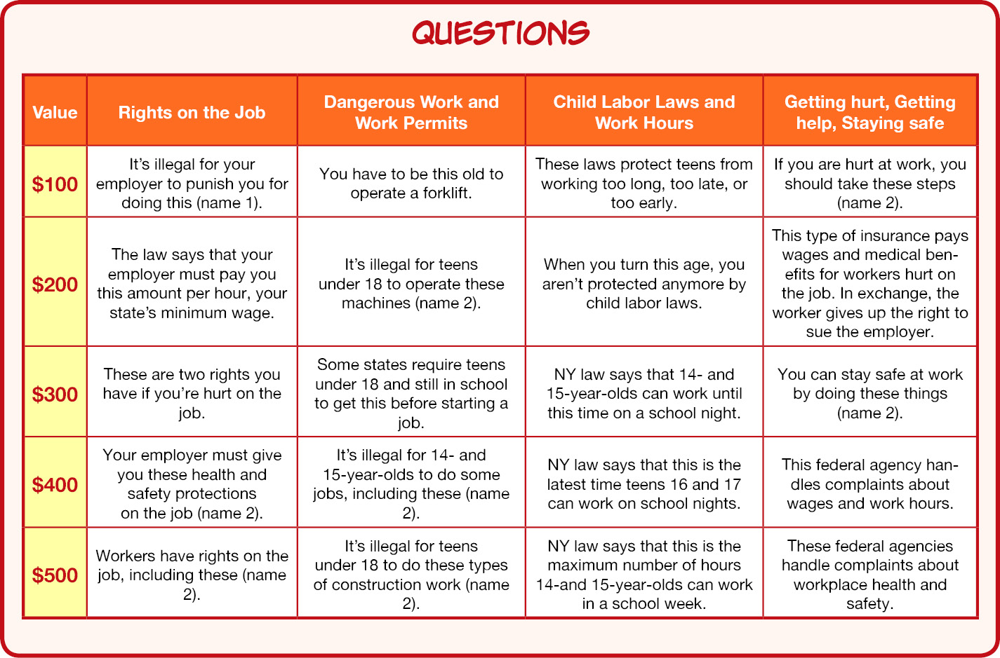 QUESTIONS
Value
Rights on the Job
Dangerous Work and
Work Permits
Child Labor Laws and
Work Hours
Getting hurt, Getting
help, Staying safe
$100
It’s illegal for your
employer to punish you for
doing this (name 1).
You have to be this old to
operate a forklift.
These laws protect teens from
working too long, too late, or
too early.
If you are hurt at work, you
should take these steps
(name 2).
$200
The law says that your
employer must pay you
this amount per hour, your
state’s minimum wage.
It’s illegal for teens
under 18 to operate these
machines (name 2).
When you turn this age, you
aren’t protected anymore by
child labor laws.
This type of insurance pays
wages and medical ben-
efits for workers hurt on
the job. In exchange, the
worker gives up the right to
sue the employer.
$300
These are two rights you
have if you’re hurt on the
job.
Some states require teens
under 18 and still in school
to get this before starting a
job.
NY law says that 14- and
15-year-olds can work until
this time on a school night.
You can stay safe at work
by doing these things
(name 2).
$400
Your employer must give
you these health and
safety protections
on the job (name 2).
It’s illegal for 14- and
15-year-olds to do some
jobs, including these (name
2).
NY law says that this is the
latest time teens 16 and 17
can work on school nights.
This federal agency han-
dles complaints about
wages and work hours.
$500
Workers have rights on the
job, including these (name
2).
It’s illegal for teens
under 18 to do these types
of construction work (name
2).
NY law says that this is the
maximum number of hours
14-and 15-year-olds can work
in a school week.
These federal agencies
handle complaints about
workplace health and
safety.